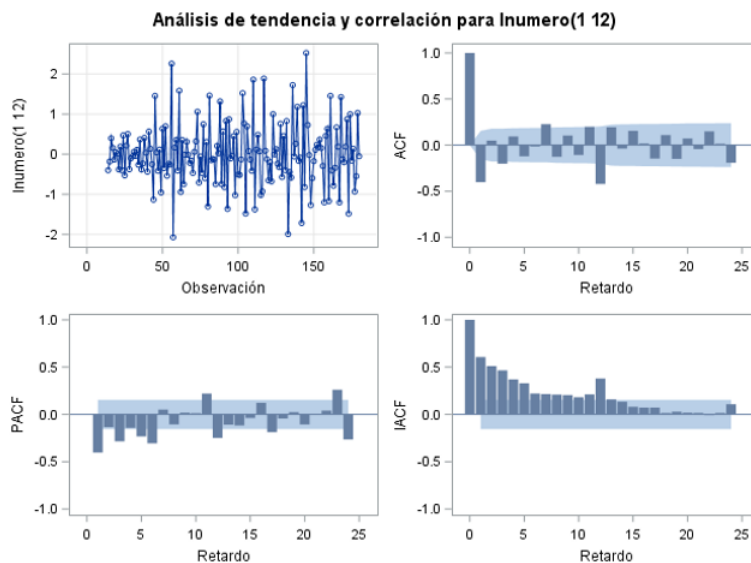 Análisis de tendencia y correlación para lnumero(1 12)
lnumero(1 12)
2
1
0
-1
-2
0 50 100 150
Observación
ACF
1.0
0.5
0.0
-0.5
-1.0
0 5 10 15 20 25
Retardo
PACF
1.0
0.5
0.0
-0.5
-1.0
0 5 10 15 20 25
Retardo
IACF
1.0
0.5
0.0
-0.5
-1.0
0 5 10 15 20 25
Retardo